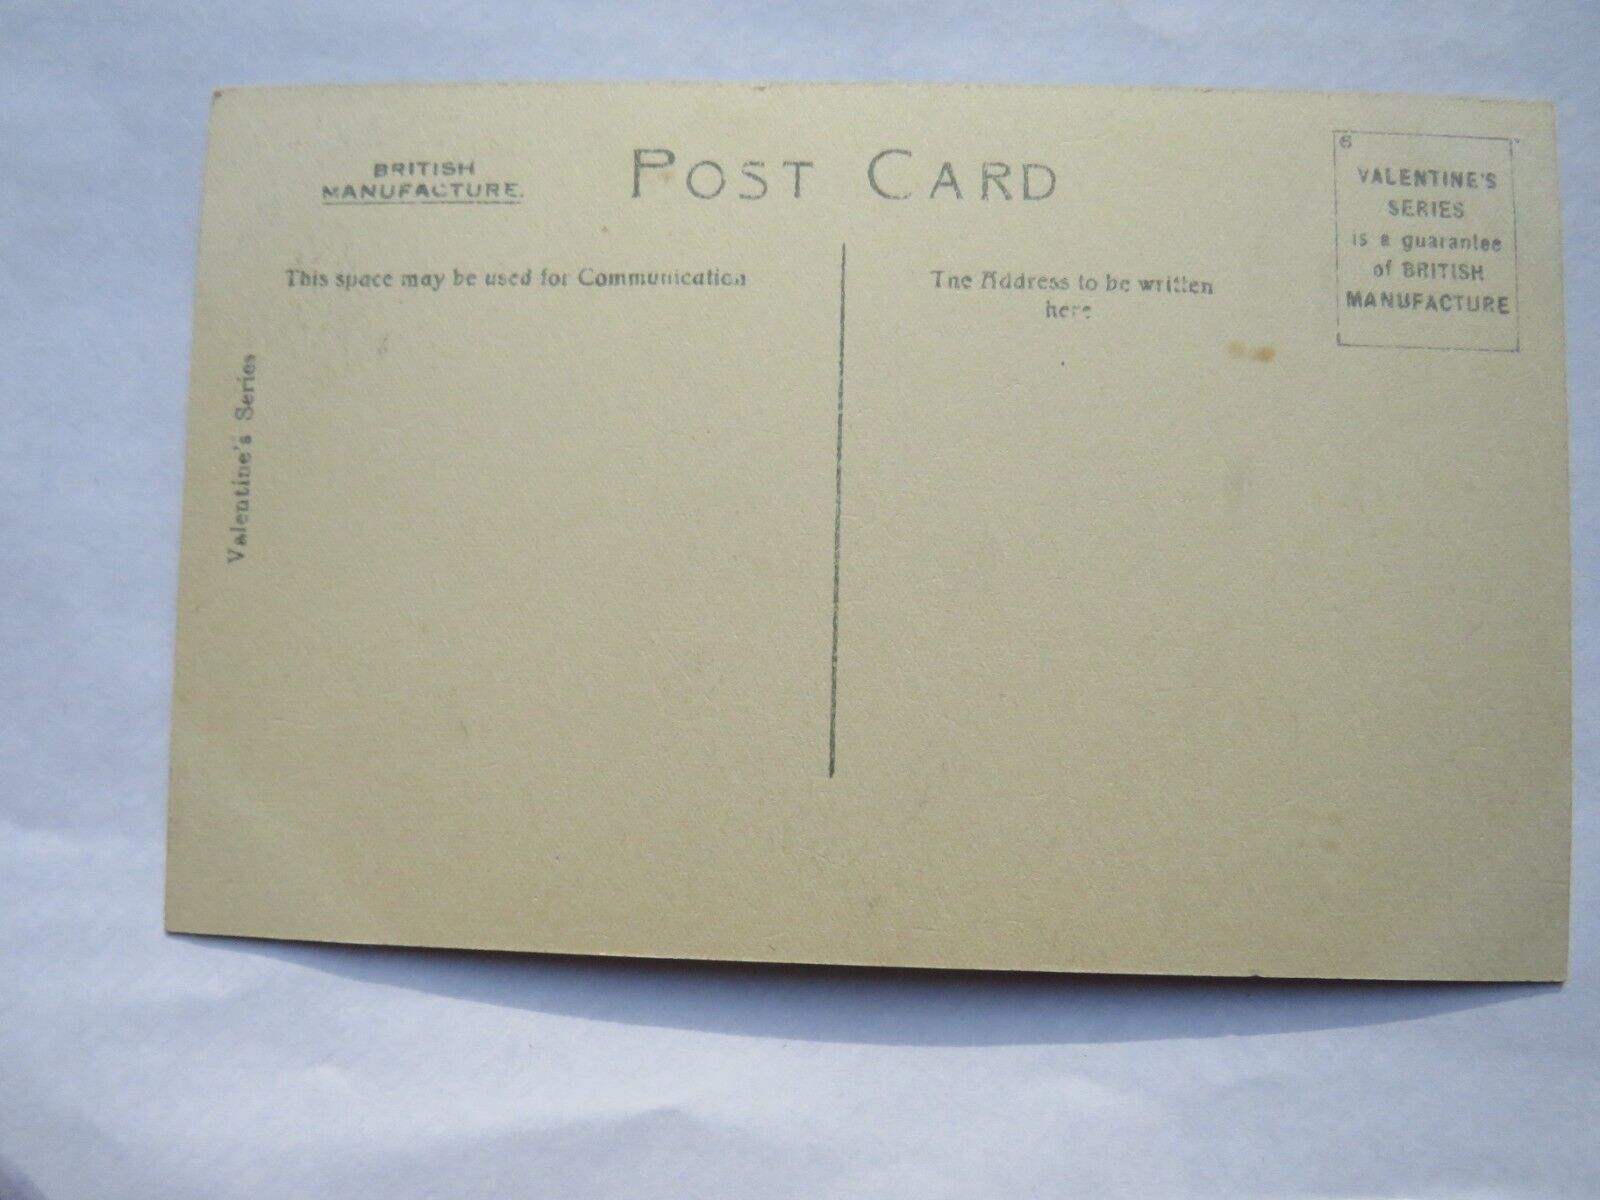 BRITISH
MANUFACTURE.
POST CARD
6
VALENTINE'S
SERIES
is a guarantee
of BRITISH
MANUFACTURE
This space may be used for Communication
The Address to be written
here
Valentine's Series